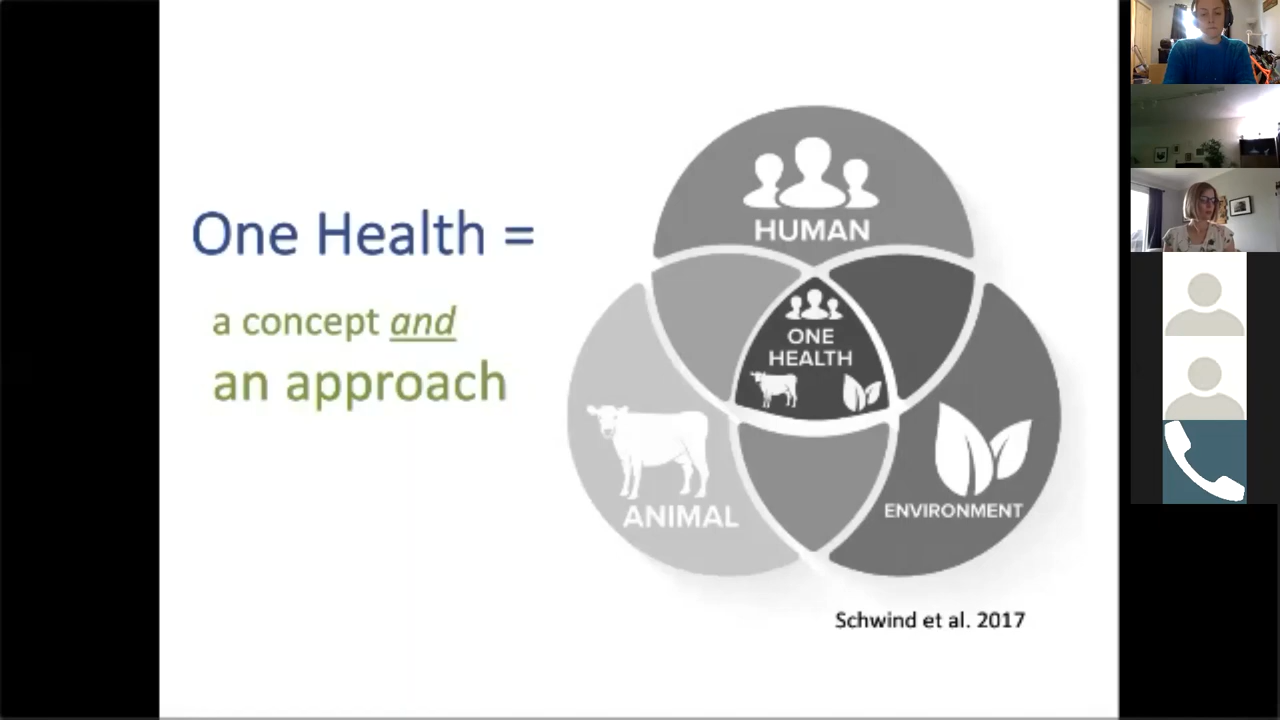 One Health =
a concept and
an approach
HUMAN
ONE
HEALTH
ANIMAL
ENVIRONMENT
Schwind et al. 2017